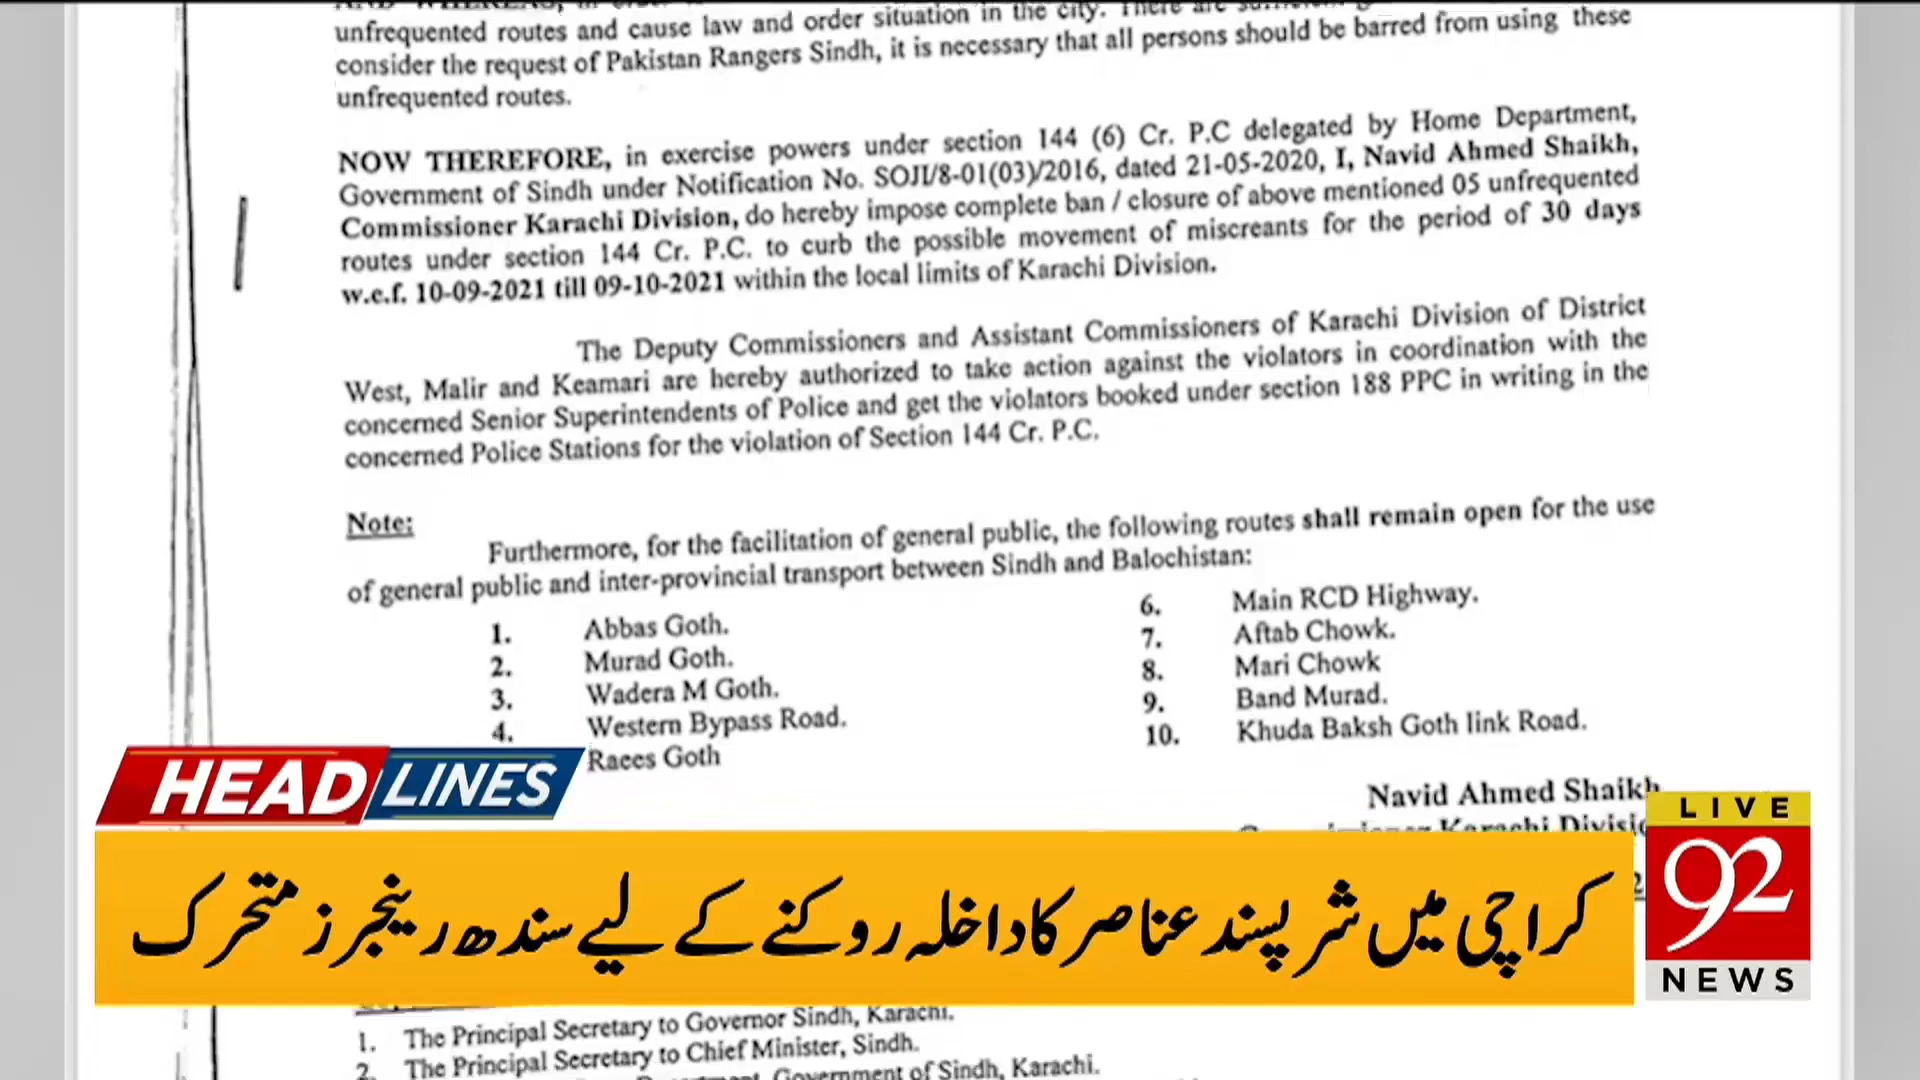 AND WHEREAS, in order
unfrequented routes and cause law and order situation in the city. There are
consider the request of Pakistan Rangers Sindh, it is necessary that all persons should be barred from using these
unfrequented routes.
NOW THEREFORE, in exercise powers under section 144 (6) Cr. P.C delegated by Home Department,
Government of Sindh under Notification No. SOJI/8-01(03)/2016, dated 21-05-2020, I, Navid Ahmed Shaikh,
Commissioner Karachi Division, do hereby impose complete ban / closure of above mentioned 05 unfrequented
routes under section 144 Cr. P.C. to curb the possible movement of miscreants for the period of 30 days
w.e.f. 10-09-2021 till 09-10-2021 within the local limits of Karachi Division.
The Deputy Commissioners and Assistant Commissioners of Karachi Division of District
West, Malir and Keamari are hereby authorized to take action against the violators in coordination with the
concerned Senior Superintendents of Police and get the violators booked under section 188 PPC in writing in the
concerned Police Stations for the violation of Section 144 Cr. P.C.
Note:
Furthermore, for the facilitation of general public, the following routes shall remain open for the use
of general public and inter-provincial transport between Sindh and Balochistan:
1. Abbas Goth.
2. Murad Goth.
3. Wadera M Goth.
4. Western Bypass Road.
Raees Goth
6. Main RCD Highway.
7. Aftab Chowk.
8. Mari Chowk
9. Band Murad.
10. Khuda Baksh Goth link Road.
Navid Ahmed Shaikh
Karachi
HEADLINES
کراچی میں شرپسند عناصر کا داخلہ روکنے کے لیے سندھ رینجرز متحرک
LIVE
92
NEWS
1. The Principal Secretary to Governor Sindh, Karachi.
2. The Principal Secretary to Chief Minister, Sindh.
Government of Sindh, Karachi.